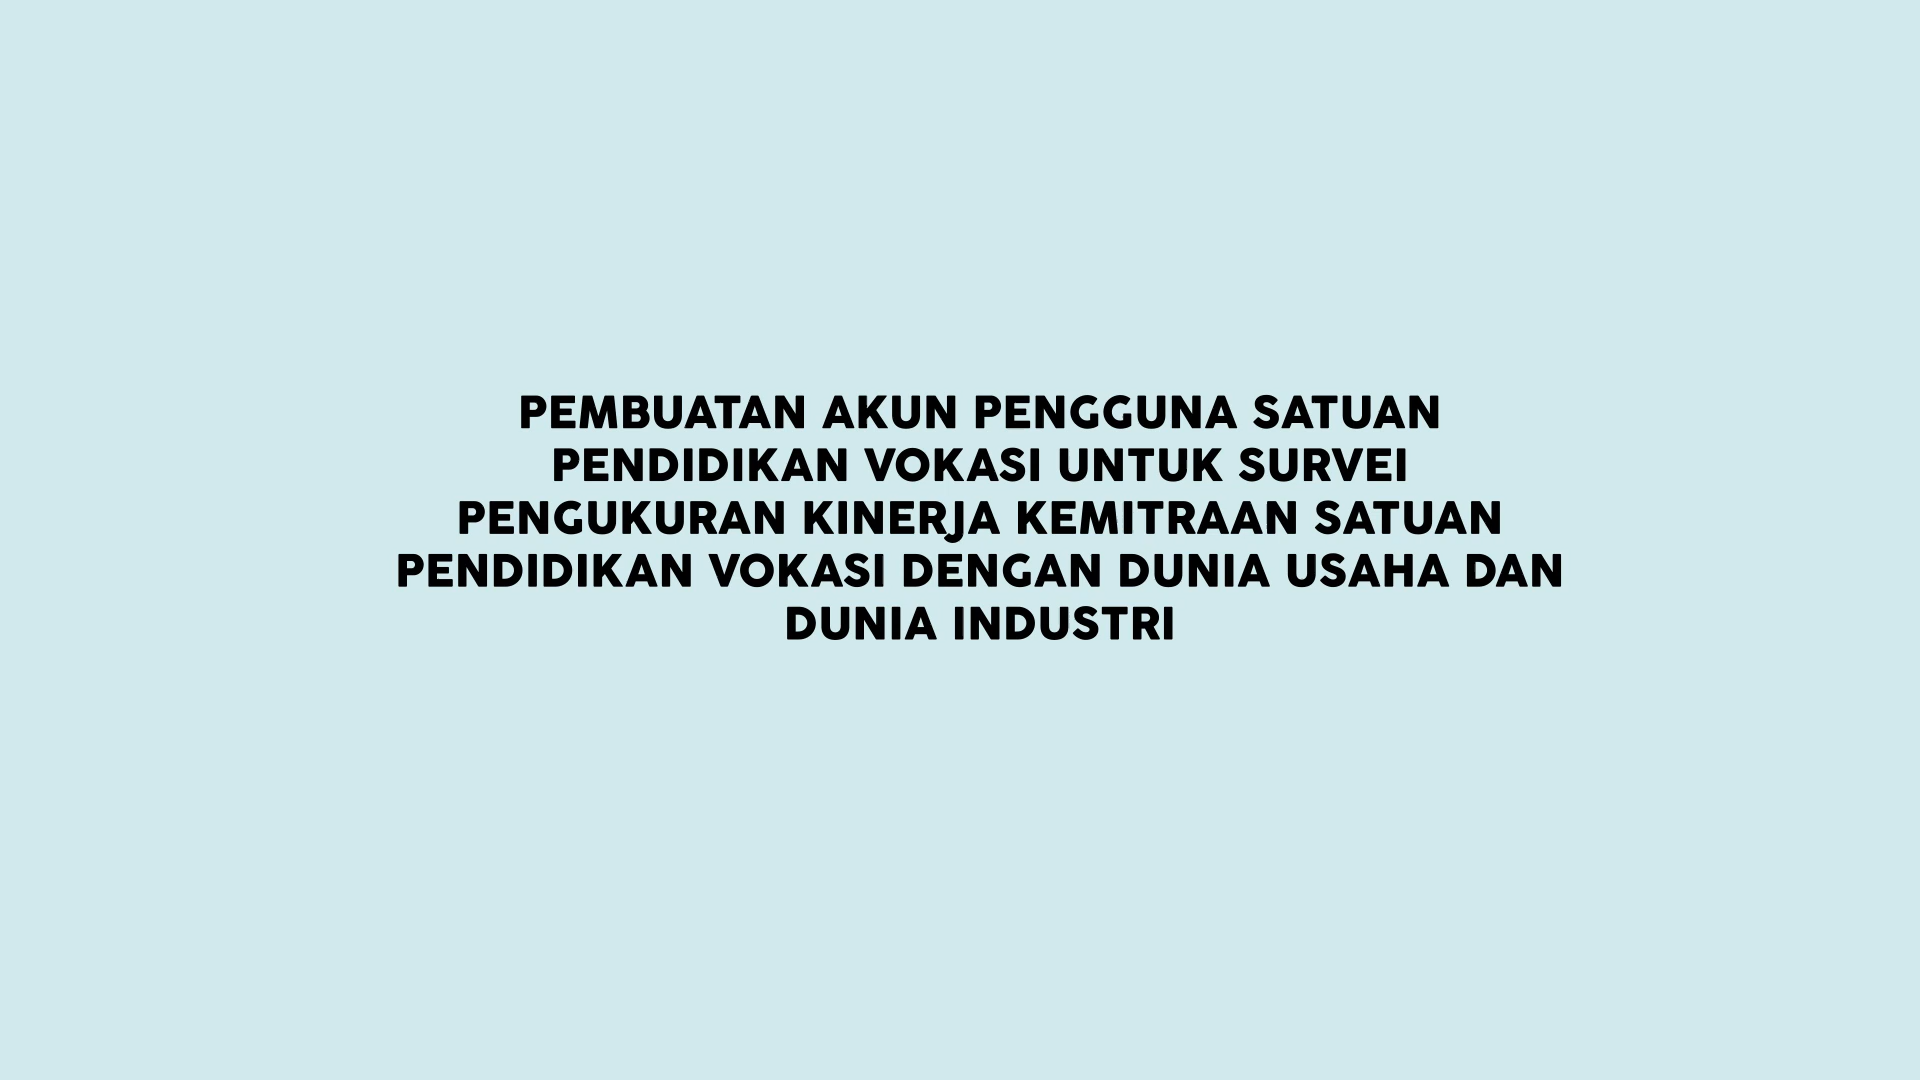 PEMBUATAN AKUN PENGGUNA SATUAN
PENDIDIKAN VOKASI UNTUK SURVEI
PENGUKURAN KINERJA KEMITRAAN SATUAN
PENDIDIKAN VOKASI DENGAN DUNIA USAHA DAN
DUNIA INDUSTRI